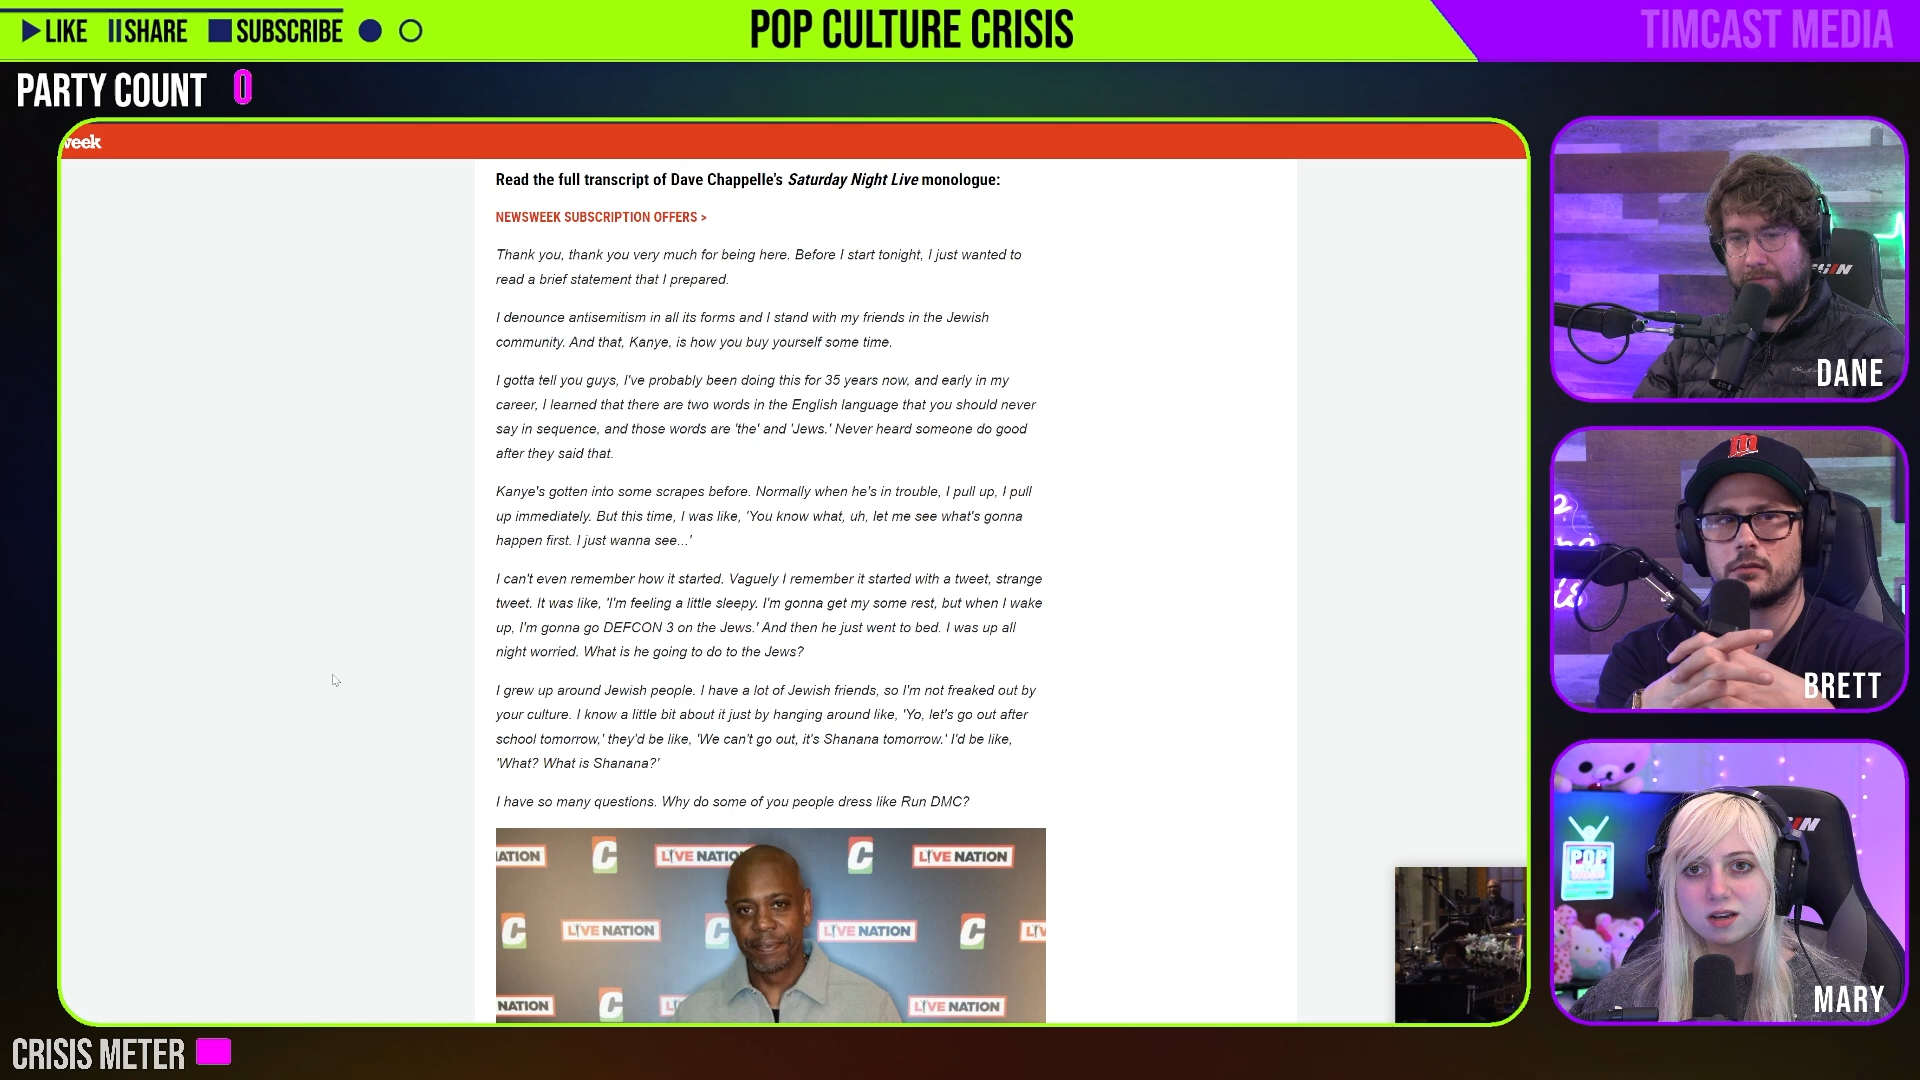 LIKE SHARE SUBSCRIBE
POP CULTURE CRISIS
TIMCAST MEDIA
PARTY COUNT 0
week
Read the full transcript of Dave Chappelle's Saturday Night Live monologue:
NEWSWEEK SUBSCRIPTION OFFERS >
Thank you, thank you very much for being here. Before I start tonight, I just wanted to
read a brief statement that I prepared.
I denounce antisemitism in all its forms and I stand with my friends in the Jewish
community. And that, Kanye, is how you buy yourself some time.
I gotta tell you guys, I've probably been doing this for 35 years now, and early in my
career, I learned that there are two words in the English language that you should never
say in sequence, and those words are 'the' and 'Jews.' Never heard someone do good
after they said that.
Kanye's gotten into some scrapes before. Normally when he's in trouble, I pull up, I pull
up immediately. But this time, I was like, 'You know what, uh, let me see what's gonna
happen first. I just wanna see...'
I can't even remember how it started. Vaguely I remember it started with a tweet, strange
tweet. It was like, 'I'm feeling a little sleepy. I'm gonna get my some rest, but when I wake
up, I'm gonna go DEFCON 3 on the Jews.' And then he just went to bed. I was up all
night worried. What is he going to do to the Jews?
I grew up around Jewish people. I have a lot of Jewish friends, so I'm not freaked out by
your culture. I know a little bit about it just by hanging around like, 'Yo, let's go out after
school tomorrow,' they'd be like, 'We can't go out, it's Shanana tomorrow.' I'd be like,
'What? What is Shanana?'
I have so many questions. Why do some of you people dress like Run DMC?
NATION C LIVE NATION C LIVE NATION
C LIVE NATION C LIVE NATION C LIV
NATION C LI LIVE NATION
DANE
BRETT
POP
MARY
CRISIS METER